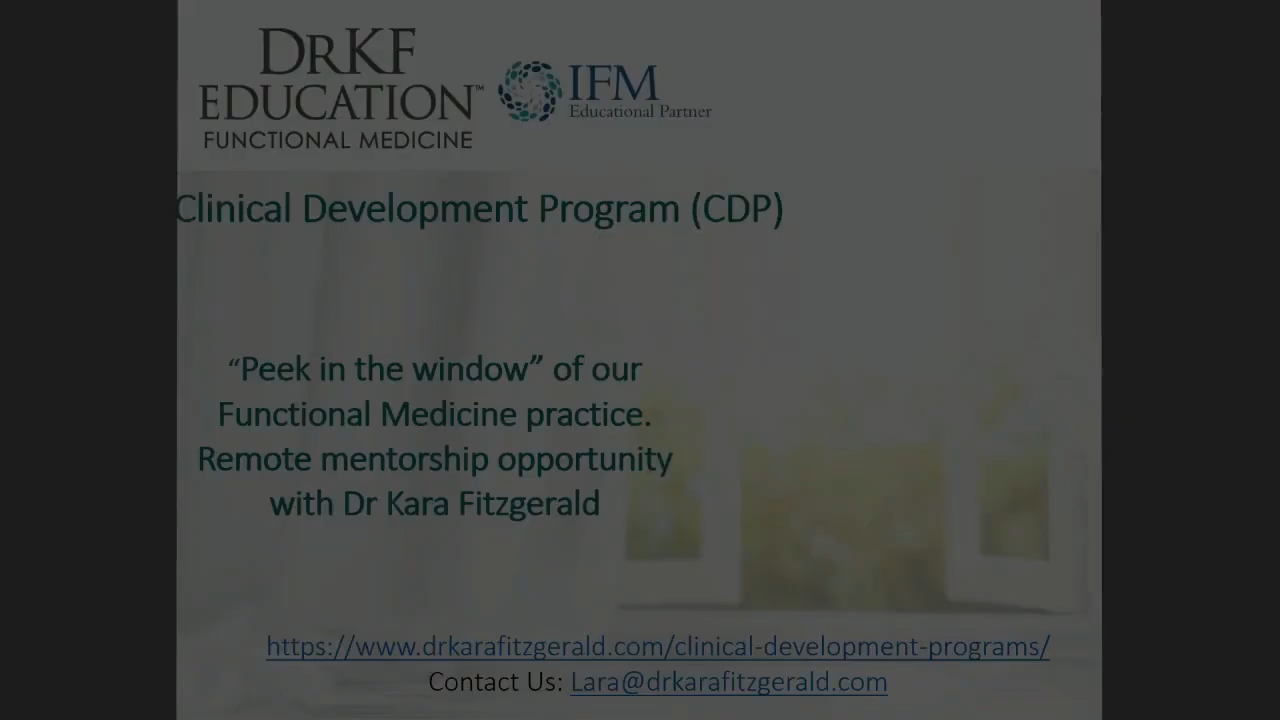 DRKF
EDUCATION™
FUNCTIONAL MEDICINE
IFM
Educational Partner
Clinical Development Program (CDP)
“Peek in the window” of our
Functional Medicine practice.
Remote mentorship opportunity
with Dr Kara Fitzgerald
https://www.drkarafitzgerald.com/clinical-development-programs/
Contact Us: Lara@drkarafitzgerald.com